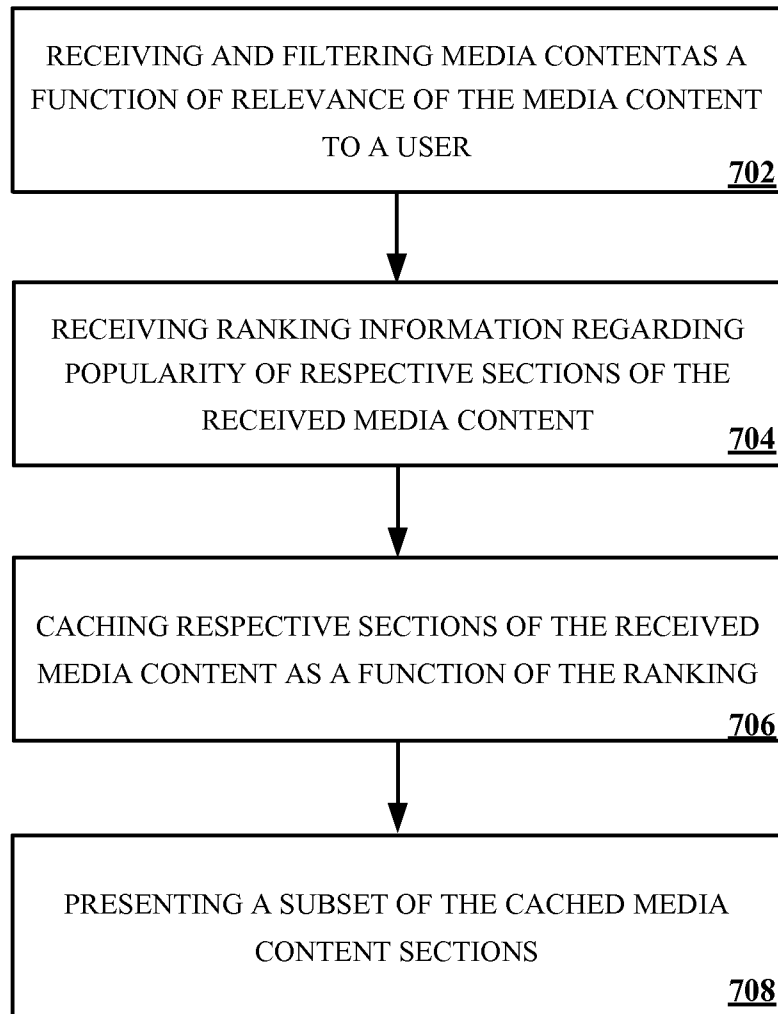 RECEIVING AND FILTERING MEDIA CONTENTAS A
FUNCTION OF RELEVANCE OF THE MEDIA CONTENT
TO A USER
702
RECEIVING RANKING INFORMATION REGARDING
POPULARITY OF RESPECTIVE SECTIONS OF THE
RECEIVED MEDIA CONTENT
704
CACHING RESPECTIVE SECTIONS OF THE RECEIVED
MEDIA CONTENT AS A FUNCTION OF THE RANKING
706
PRESENTING A SUBSET OF THE CACHED MEDIA
CONTENT SECTIONS
708